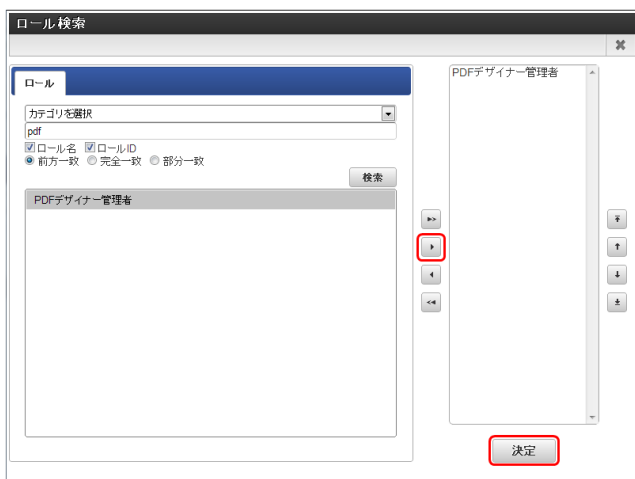 ロール検索
ロール
カテゴリを選択
pdf
ロール名 ロールID
前方一致 完全一致 部分一致
検索
PDFデザイナー管理者
PDFデザイナー管理者
決定